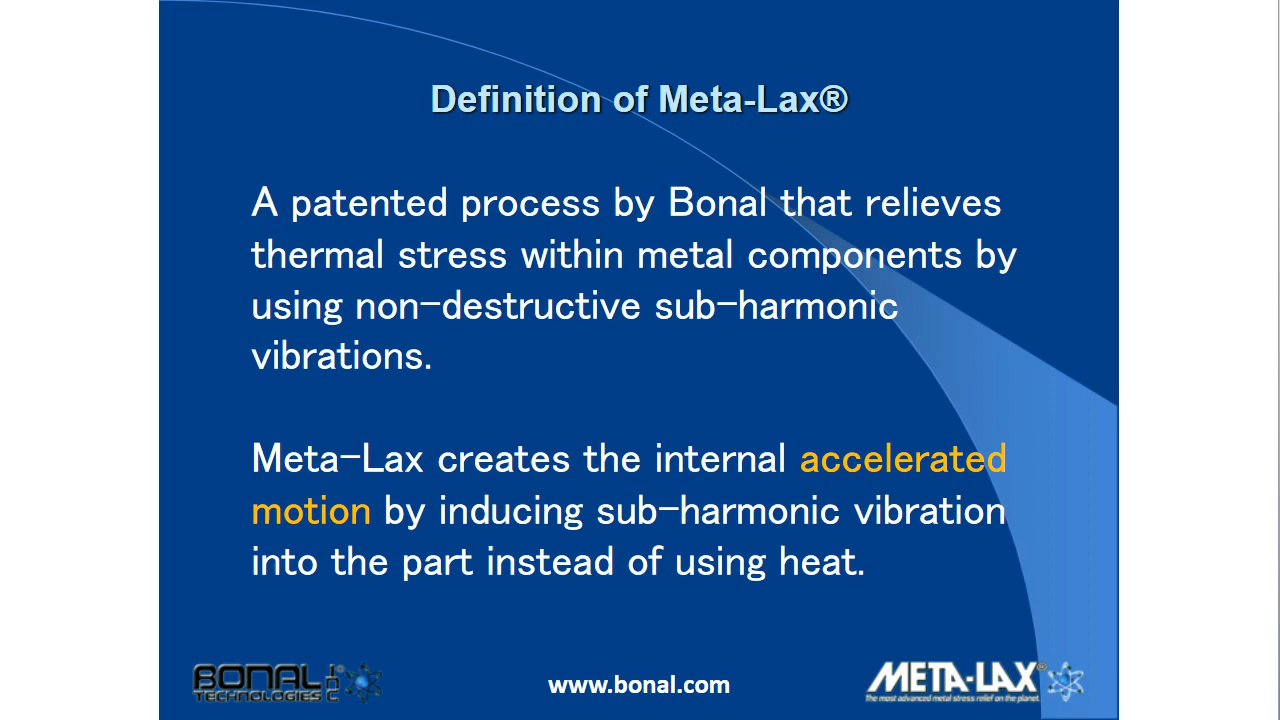 Definition of Meta-Lax®
A patented process by Bonal that relieves
thermal stress within metal components by
using non-destructive sub-harmonic
vibrations.
Meta-Lax creates the internal accelerated
motion by inducing sub-harmonic vibration
into the part instead of using heat.
BONAL INC®
TECHNOLOGIES
www.bonal.com
META-LAX®
The most advanced metal stress relief on the planet.